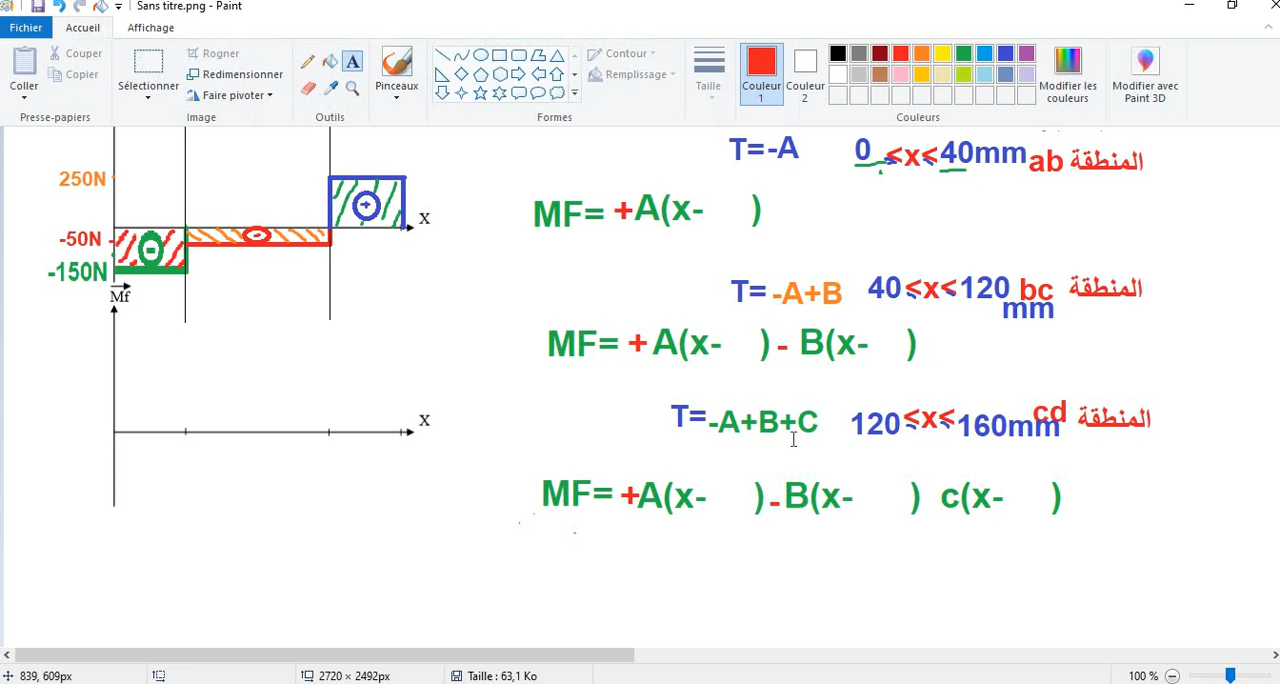 Sans titre.png - Paint
Fichier Accueil Affichage
Coller Couper Copier
Sélectionner Rogner Redimensionner Faire pivoter
A
Pinceaux
Contour Remplissage
Taille
Couleur 1 Couleur 2
Modifier les couleurs
Modifier avec Paint 3D
Presse-papiers Image Outils Formes Couleurs
T=-A 0 ≤x≤40mm ab المنطقة
250N
X
MF= +A(x- )
-50N
-150N
Mf
T= -A+B 40≤x≤120 mm bc المنطقة
MF= +A(x- )- B(x- )
X
T=-A+B+C 120≤x≤160mm cd المنطقة
MF= +A(x- )-B(x- ) c(x- )
839, 609px 2720 × 2492px Taille : 63,1 Ko 100 %